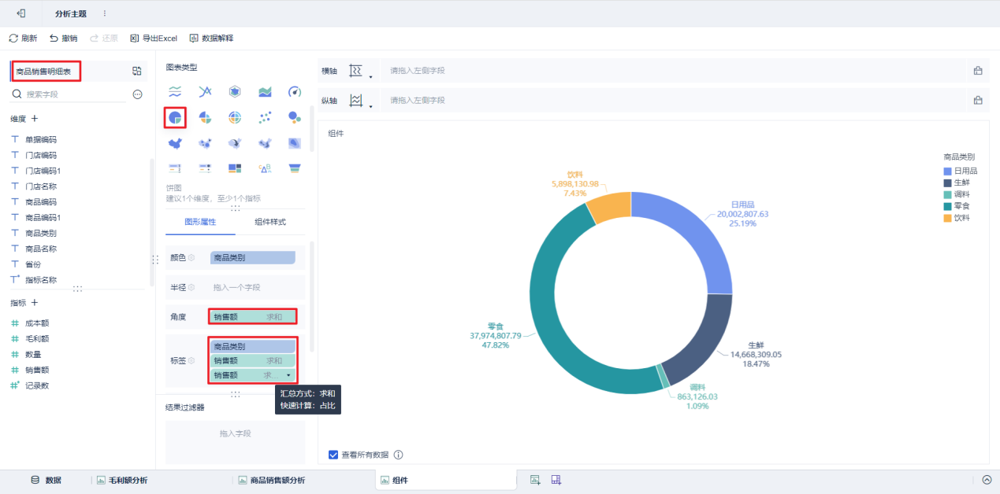 分析主题
刷新
撤销
还原
导出Excel
数据解释
商品销售明细表
搜索字段
维度
单据编码
门店编码
门店编码1
门店名称
商品编码
商品编码1
商品类别
商品名称
省份
指标名称
指标
成本额
毛利额
数量
销售额
记录数
图表类型
饼图
建议1个维度，至少1个指标
图形属性
组件样式
颜色
商品类别
半径
拖入一个字段
角度
销售额 求和
标签
商品类别
销售额 求和
销售额 求...
汇总方式：求和
快速计算：占比
结果过滤器
拖入字段
横轴
请拖入左侧字段
纵轴
请拖入左侧字段
组件
饮料
5,898,130.98
7.43%
日用品
20,002,807.63
25.19%
零食
37,974,807.79
47.82%
生鲜
14,668,309.05
18.47%
调料
863,126.03
1.09%
商品类别
日用品
生鲜
调料
零食
饮料
查看所有数据
数据
毛利额分析
商品销售额分析
组件